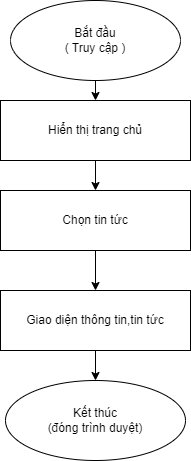 Bắt đầu
( Truy cập )
Hiển thị trang chủ
Chọn tin tức
Giao diện thông tin,tin tức
Kết thúc
(đóng trình duyệt)